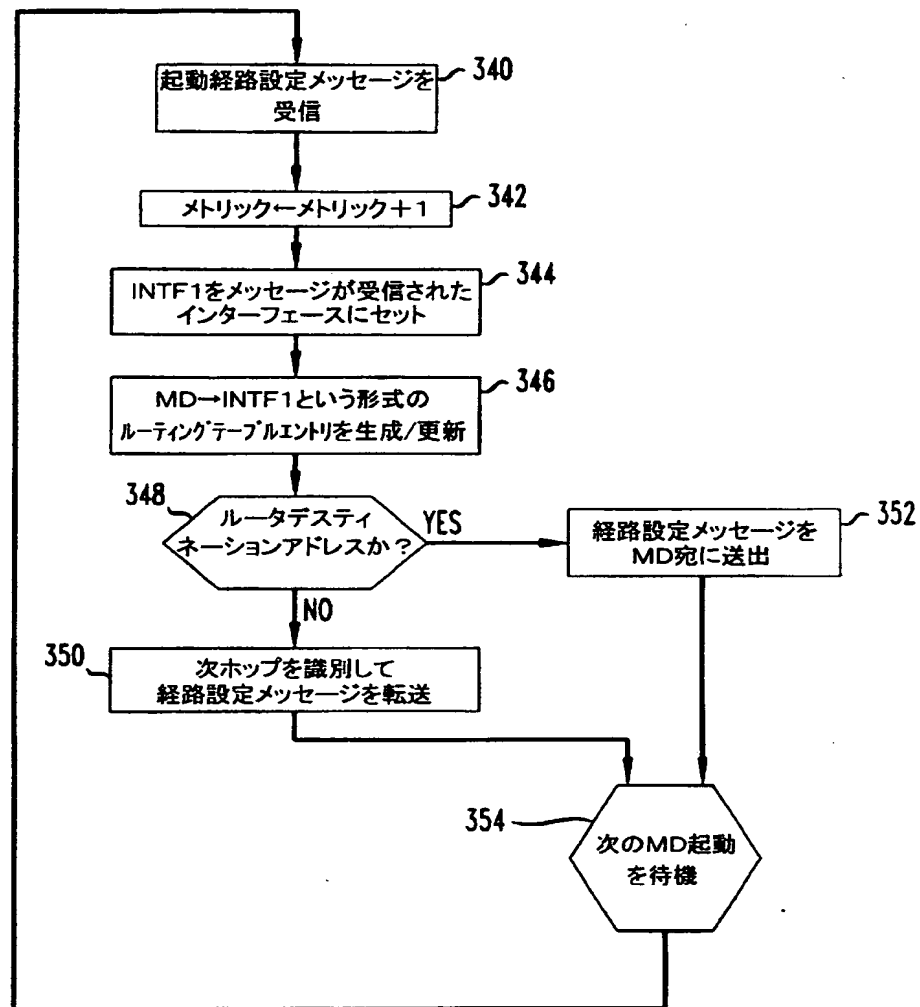 起動経路設定メッセージを
受信
340
メトリック←メトリック+1
342
INTF1をメッセージが受信された
インターフェースにセット
344
MD→INTF1という形式の
ルーティングテーブルエントリを生成/更新
346
348
ルータデスティ
ネーションアドレスか?
YES
経路設定メッセージを
MD宛に送出
352
NO
350
次ホップを識別して
経路設定メッセージを転送
354
次のMD起動
を待機